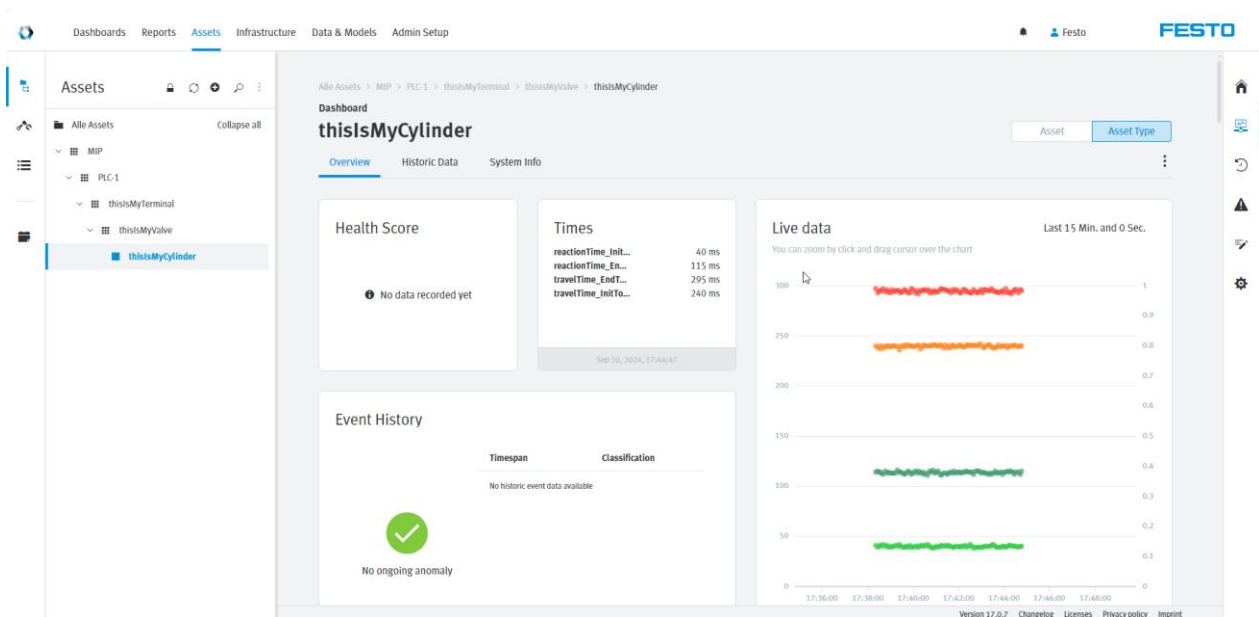 Dashboards Reports Assets Infrastructure Data & Models Admin Setup Festo FESTO
Assets
Alle Assets Collapse all
MIP
PLC-1
thisIsMyTerminal
thisIsMyValve
thisIsMyCylinder
Alle Assets > MIP > PLC-1 > thisIsMyTerminal > thisIsMyValve > thisIsMyCylinder
Dashboard
thisIsMyCylinder
Asset Asset Type
Overview Historic Data System Info
Health Score
No data recorded yet
Times
reactionTime_Init... 40 ms
reactionTime_En... 115 ms
travelTime_EndT... 295 ms
travelTime_InitTo... 240 ms
Sep 10, 2024, 17:44:47
Live data Last 15 Min. and 0 Sec.
You can zoom by click and drag cursor over the chart
300 1
0.9
250 0.8
0.7
200
0.6
150 0.5
0.4
100
0.3
50 0.2
0.1
0 0
17:36:00 17:38:00 17:40:00 17:42:00 17:44:00 17:46:00 17:48:00
Event History
Timespan Classification
No historic event data available
No ongoing anomaly
Version 17.0.7 Changelog Licenses Privacy policy Imprint